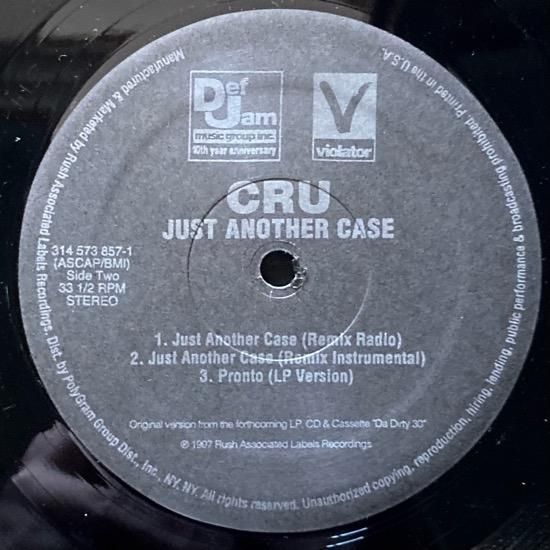 Def
Jam
music group inc.
10th year anniversary
V
violator
CRU
JUST ANOTHER CASE
314 573 857-1
(ASCAP/BMI)
Side Two
33 1/2 RPM
STEREO
1. Just Another Case (Remix Radio)
2. Just Another Case (Remix Instrumental)
3. Pronto (LP Version)
Original version from the forthcoming LP, CD & Cassette "Da Dirty 30"
℗ 1997 Rush Associated Labels Recordings
Manufactured & Marketed by Rush Associated Labels Recordings. Dist. by PolyGram Group Dist., Inc., NY, NY. All rights reserved. Unauthorized copying, reproduction, hiring, lending, public performance & broadcasting prohibited. Printed in the U.S.A.